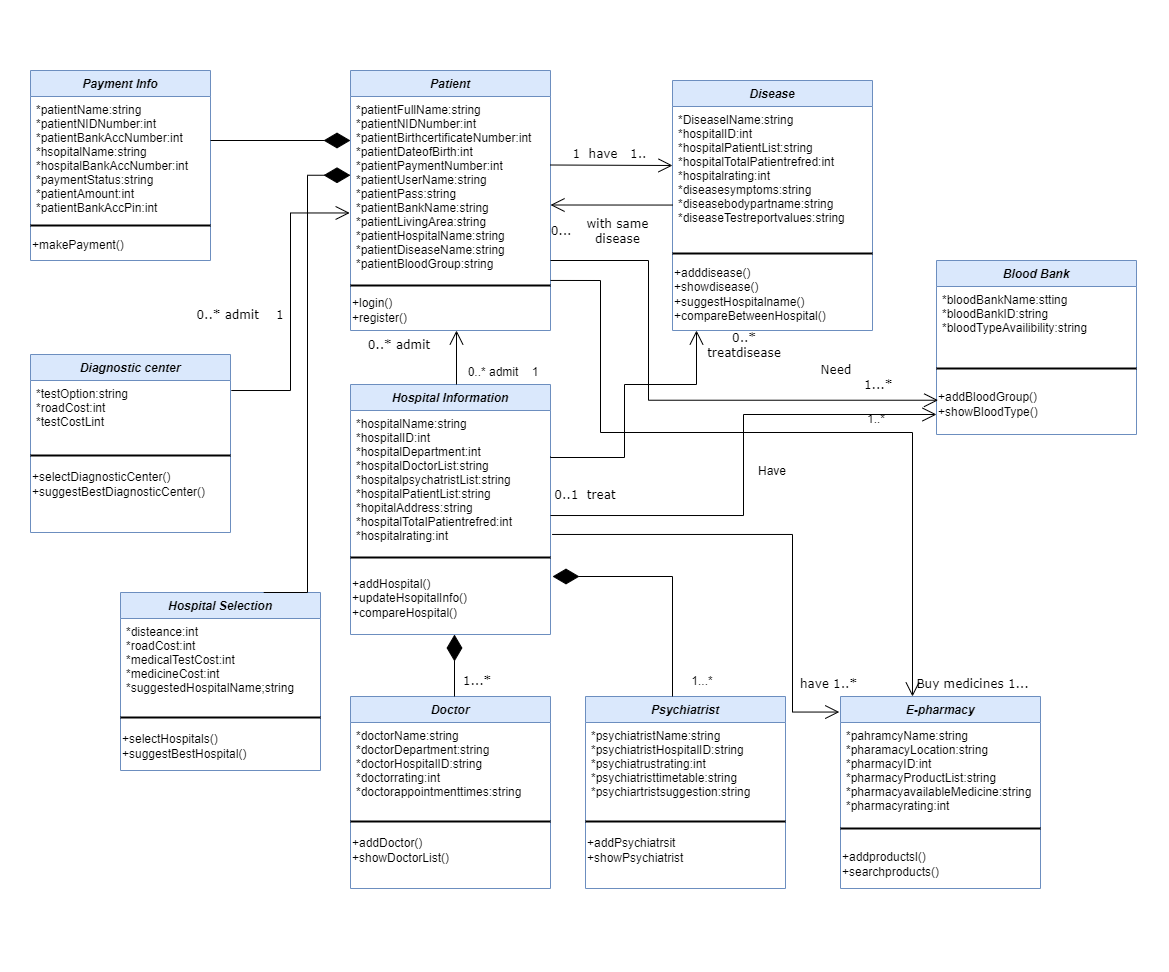 Payment Info
*patientName:string
*patientNIDNumber:int
*patientBankAccNumber:int
*hsopitalName:string
*hospitalBankAccNumber:int
*paymentStatus:string
*patientAmount:int
*patientBankAccPin:int
+makePayment()
Patient
*patientFullName:string
*patientNIDNumber:int
*patientBirthcertificateNumber:int
*patientDateofBirth:int
*patientPaymentNumber:int
*patientUserName:string
*patientPass:string
*patientBankName:string
*patientLivingArea:string
*patientHospitalName:string
*patientDiseaseName:string
*patientBloodGroup:string
+login()
+register()
1 have 1..
0...
with same
disease
Disease
*DiseaselName:string
*hospitalID:int
*hospitalPatientList:string
*hospitalTotalPatientrefred:int
*hospitalrating:int
*diseasesymptoms:string
*diseasebodypartname:string
*diseaseTestreportvalues:string
+adddisease()
+showdisease()
+suggestHospitalname()
+compareBetweenHospital()
Blood Bank
*bloodBankName:stting
*bloodBankID:string
*bloodTypeAvailibility:string
+addBloodGroup()
+showBloodType()
0..* admit 1
0..* admit
0..* admit 1
0..*
treatdisease
Need
1...*
1..*
Have
Diagnostic center
*testOption:string
*roadCost:int
*testCostLint
+selectDiagnosticCenter()
+suggestBestDiagnosticCenter()
Hospital Information
*hospitalName:string
*hospitalID:int
*hospitalDepartment:int
*hospitalDoctorList:string
*hospitalpsychatristList:string
*hospitalPatientList:string
*hopitalAddress:string
*hospitalTotalPatientrefred:int
*hospitalrating:int
+addHospital()
+updateHsopitalInfo()
+compareHospital()
0..1 treat
Hospital Selection
*disteance:int
*roadCost:int
*medicalTestCost:int
*medicineCost:int
*suggestedHospitalName;string
+selectHospitals()
+suggestBestHospital()
1...*
1...*
have 1..*
Buy medicines 1...
Doctor
*doctorName:string
*doctorDepartment:string
*doctorHospitalID:string
*doctorrating:int
*doctorappointmenttimes:string
+addDoctor()
+showDoctorList()
Psychiatrist
*psychiatristName:string
*psychiatristHospitalID:string
*psychiatrustrating:int
*psychiatristtimetable:string
*psychiartristsuggestion:string
+addPsychiatrsit
+showPsychiatrist
E-pharmacy
*pahramcyName:string
*pharamacyLocation:string
*pharmacyID:int
*pharmacyProductList:string
*pharmacyavailableMedicine:string
*pharmacyrating:int
+addproductsl()
+searchproducts()